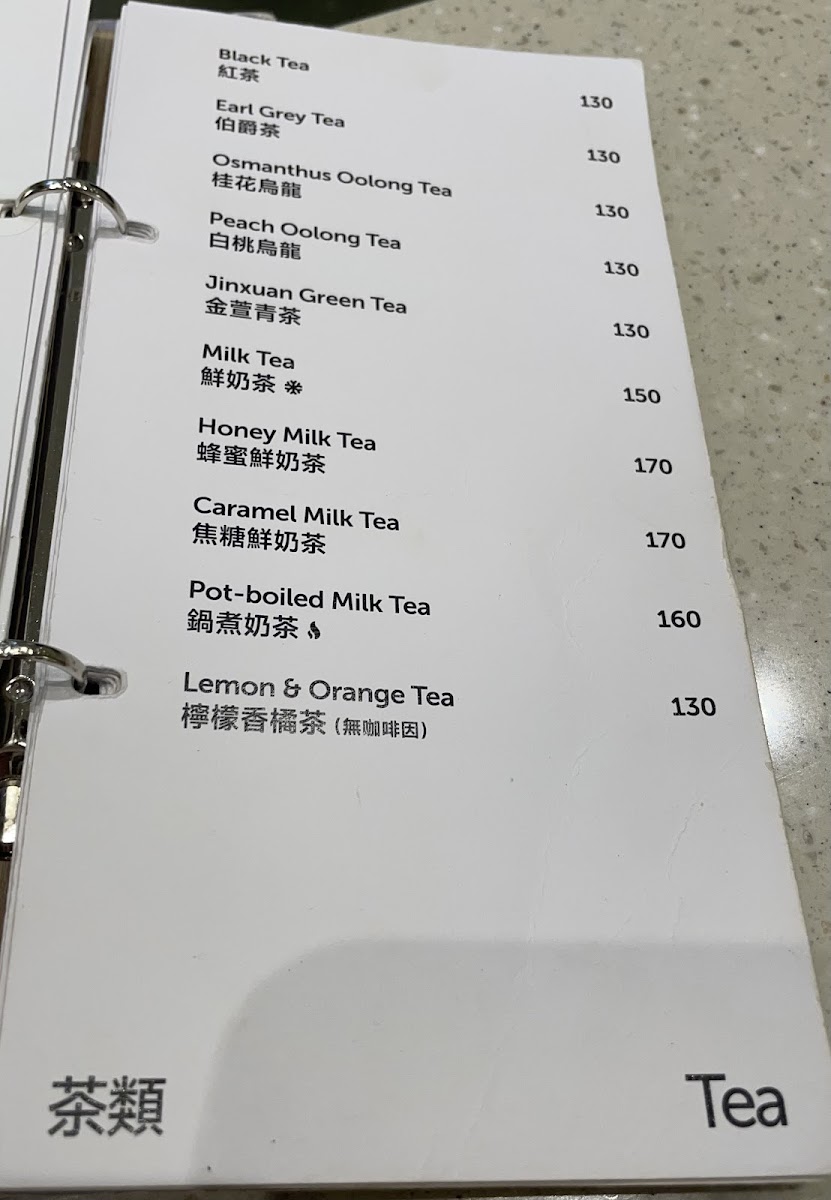 Black Tea
紅茶
130
Earl Grey Tea
伯爵茶
130
Osmanthus Oolong Tea
桂花烏龍
130
Peach Oolong Tea
白桃烏龍
130
Jinxuan Green Tea
金萱青茶
130
Milk Tea
鮮奶茶
150
Honey Milk Tea
蜂蜜鮮奶茶
170
Caramel Milk Tea
焦糖鮮奶茶
170
Pot-boiled Milk Tea
鍋煮奶茶
160
Lemon & Orange Tea
檸檬香橘茶 (無咖啡因)
130
茶類
Tea